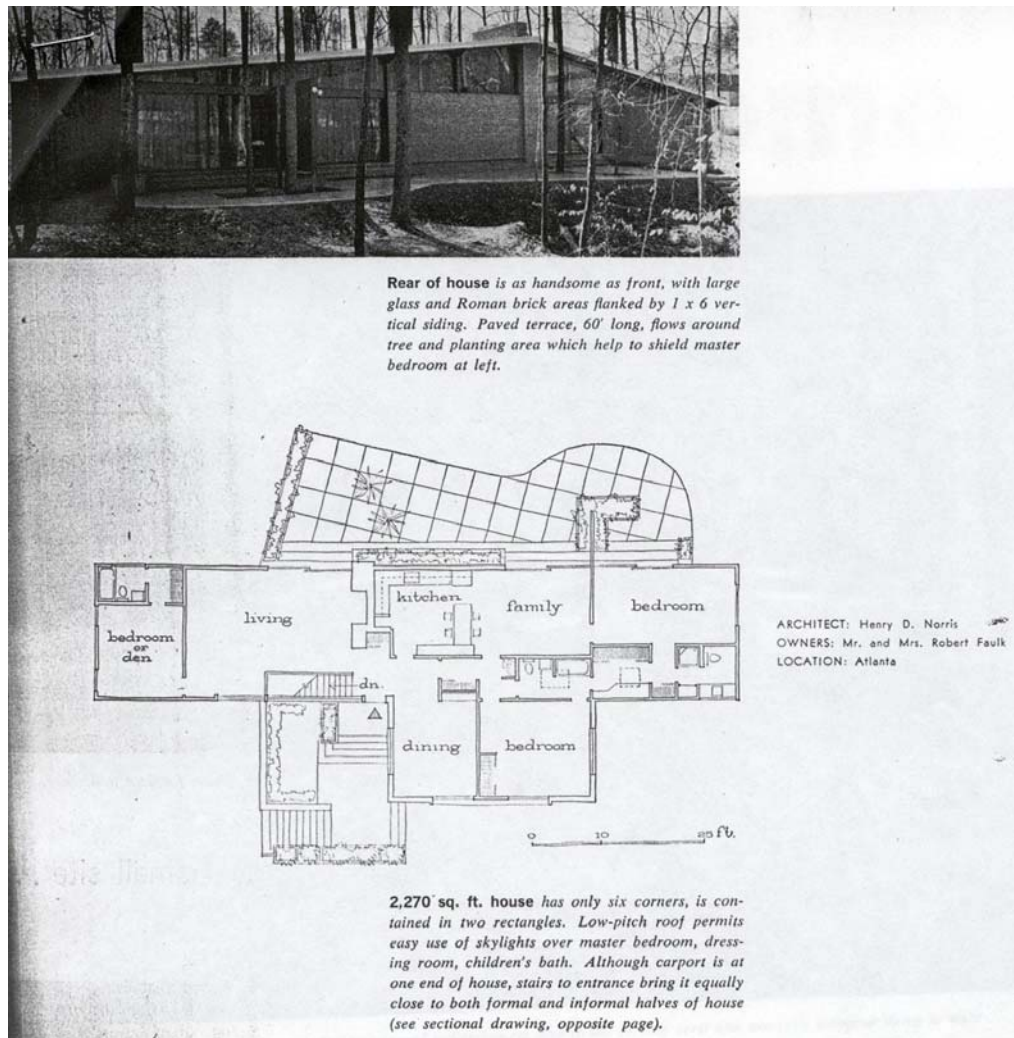 Rear of house is as handsome as front, with large
glass and Roman brick areas flanked by 1 x 6 ver-
tical siding. Paved terrace, 60' long, flows around
tree and planting area which help to shield master
bedroom at left.
kitchen
family
bedroom
living
bedroom
or
den
dn.
dining
bedroom
ARCHITECT: Henry D. Norris
OWNERS: Mr. and Mrs. Robert Faulk
LOCATION: Atlanta
0 10 25 ft.
2,270 sq. ft. house has only six corners, is con-
tained in two rectangles. Low-pitch roof permits
easy use of skylights over master bedroom, dress-
ing room, children's bath. Although carport is at
one end of house, stairs to entrance bring it equally
close to both formal and informal halves of house
(see sectional drawing, opposite page).